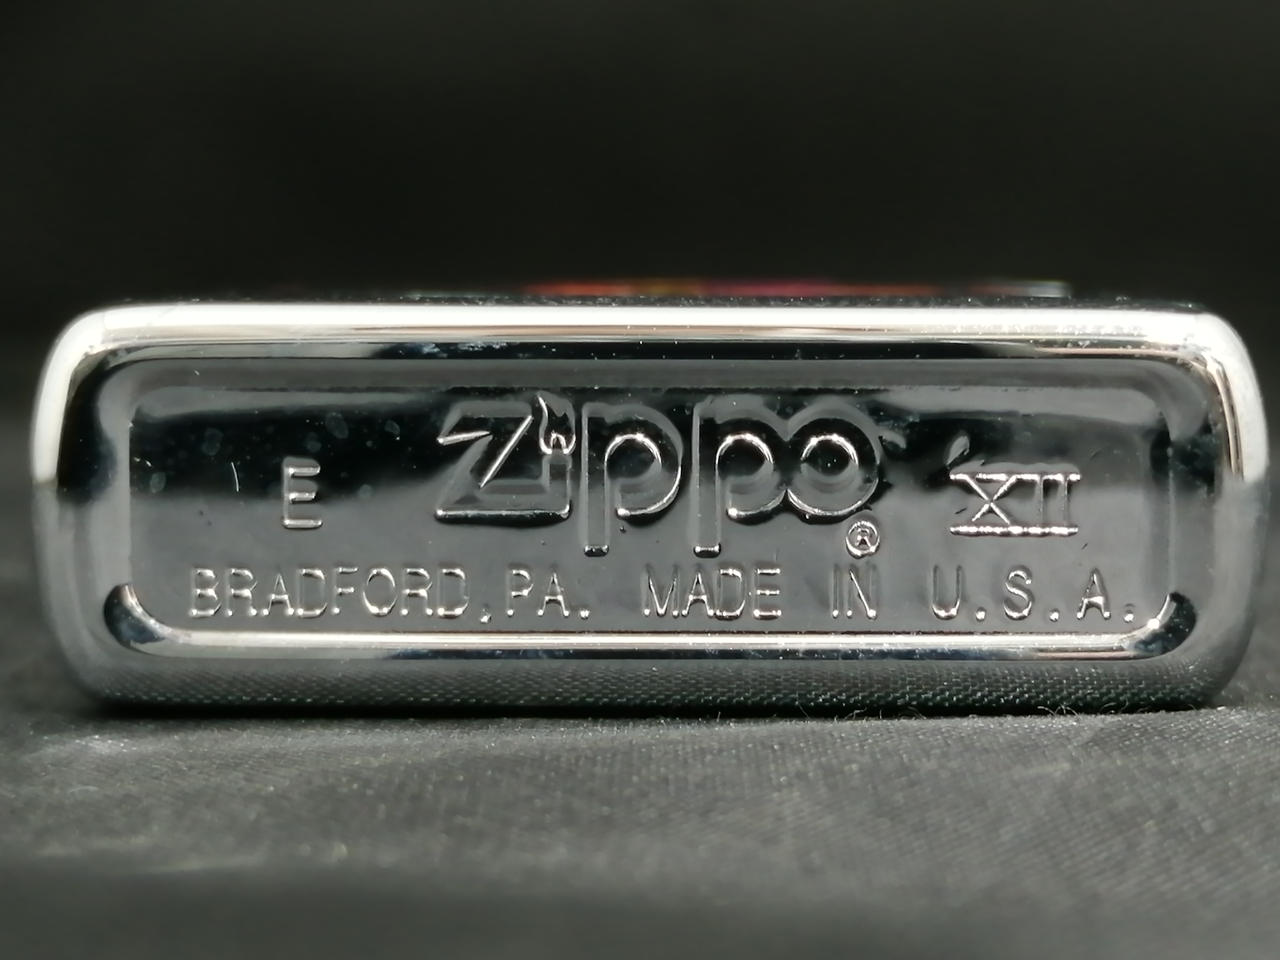 E Zippo® XII
BRADFORD, PA. MADE IN U.S.A.